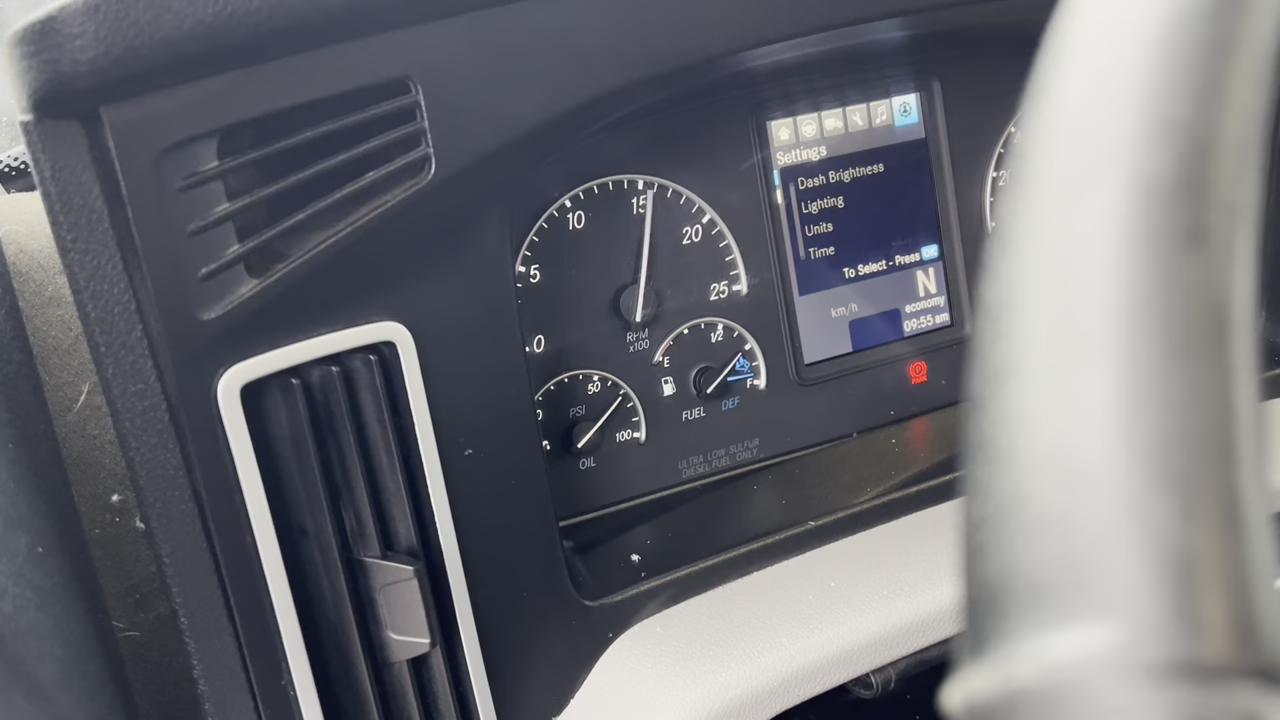 5
10
15
20
25
0
RPM
x100
50
PSI
100
OIL
E
1/2
F
FUEL
DEF
ULTRA LOW SULFUR
DIESEL FUEL ONLY
Settings
Dash Brightness
Lighting
Units
Time
To Select - Press OK
N
km/h
economy
09:55 am
P
PARK